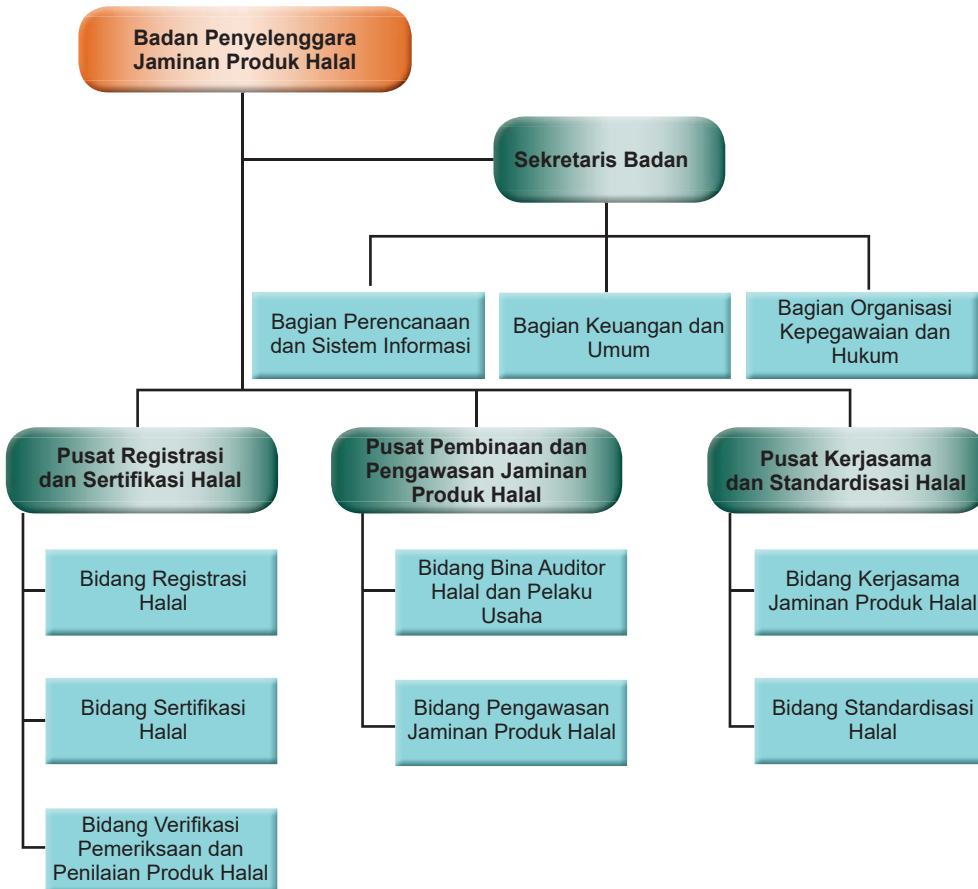 Badan Penyelenggara
Jaminan Produk Halal
Sekretaris Badan
Bagian Perencanaan
dan Sistem Informasi
Bagian Keuangan dan
Umum
Bagian Organisasi
Kepegawaian dan
Hukum
Pusat Registrasi
dan Sertifikasi Halal
Pusat Pembinaan dan
Pengawasan Jaminan
Produk Halal
Pusat Kerjasama
dan Standardisasi Halal
Bidang Registrasi
Halal
Bidang Sertifikasi
Halal
Bidang Verifikasi
Pemeriksaan dan
Penilaian Produk Halal
Bidang Bina Auditor
Halal dan Pelaku
Usaha
Bidang Pengawasan
Jaminan Produk Halal
Bidang Kerjasama
Jaminan Produk Halal
Bidang Standardisasi
Halal